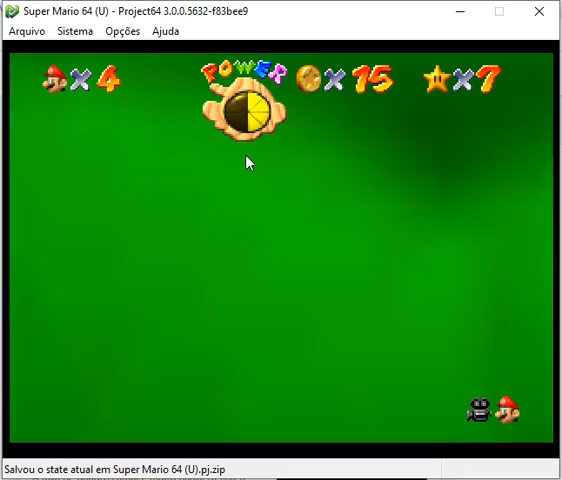 Super Mario 64 (U) - Project64 3.0.0.5632-f83bee9
Arquivo Sistema Opções Ajuda
x 4 POWER x 15 x 7
Salvou o state atual em Super Mario 64 (U).pj.zip